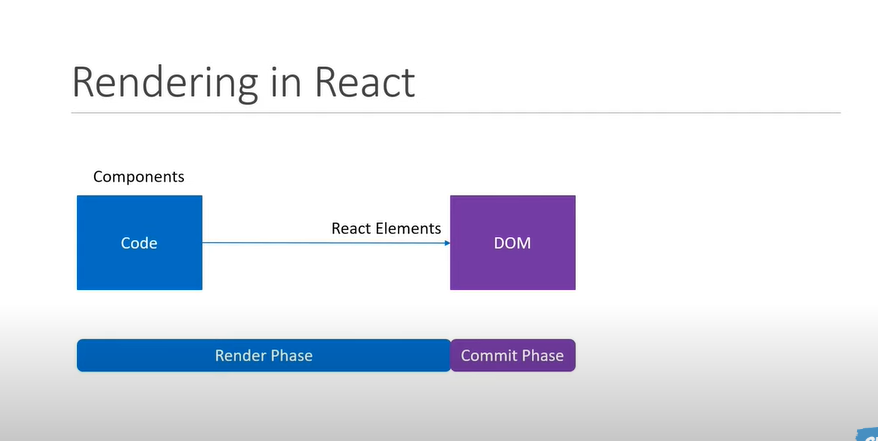 Rendering in React
Components
Code
React Elements
DOM
Render Phase
Commit Phase